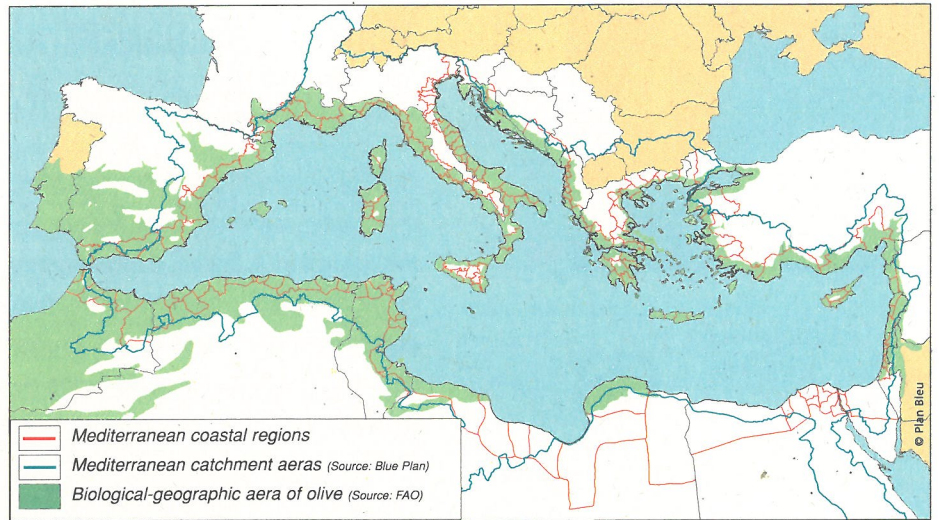 Mediterranean coastal regions
Mediterranean catchment aeras (Source: Blue Plan)
Biological-geographic aera of olive (Source: FAO)
© Plan Bleu